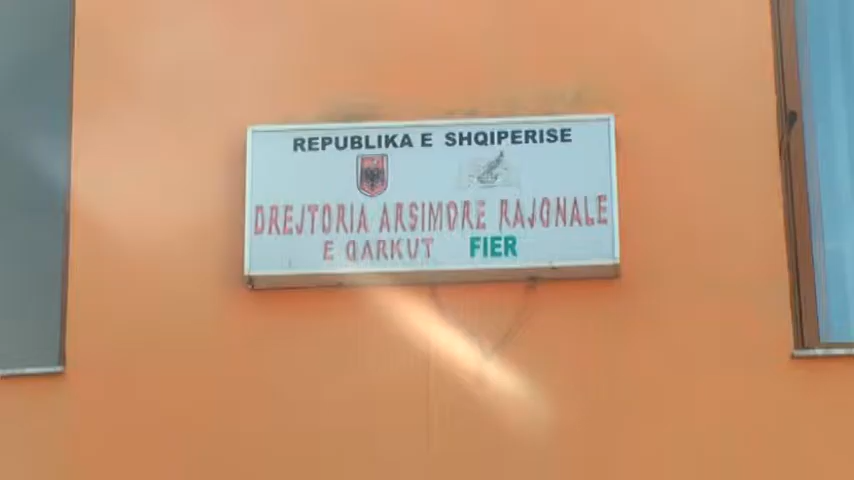 REPUBLIKA E SHQIPERISE
DREJTORIA ARSIMORE RAJONALE
E QARKUT FIER